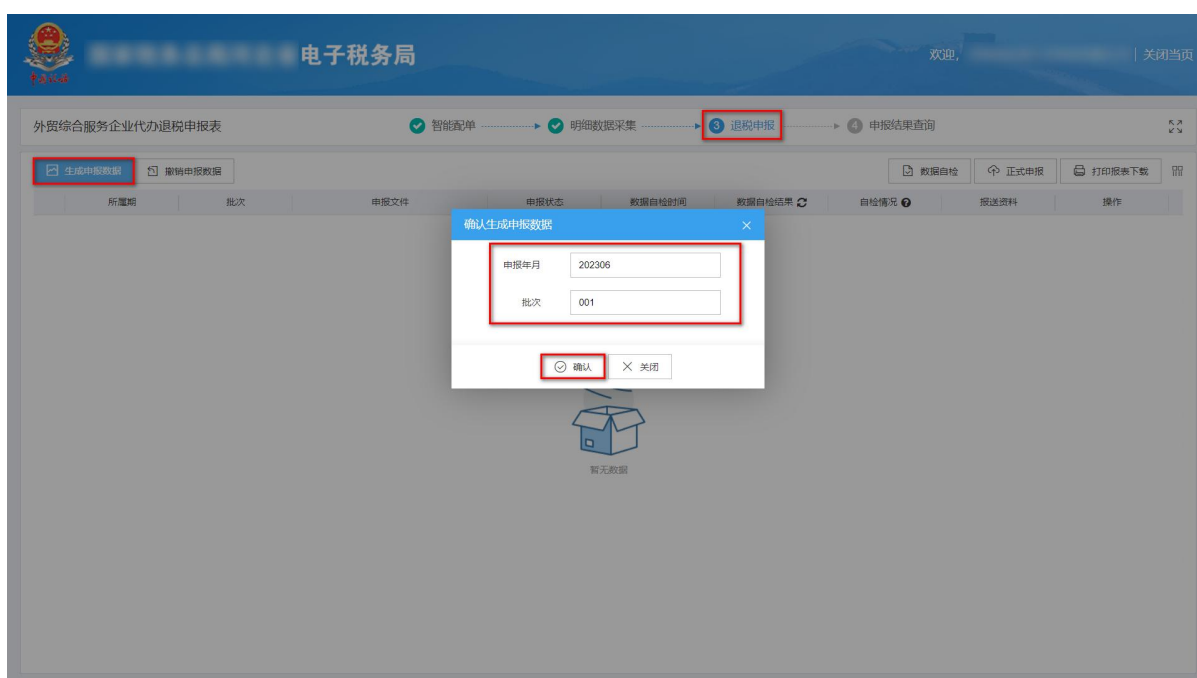 电子税务局
欢迎,
关闭当页
外贸综合服务企业代办退税申报表
智能配单
明细数据采集
3 退税申报
4 申报结果查询
生成申报数据
撤销申报数据
数据自检
正式申报
打印报表下载
所属期 批次 申报文件 申报状态 数据自检时间 数据自检结果 自检情况 报送资料 操作
确认生成申报数据
申报年月 202306
批次 001
确认 关闭
暂无数据